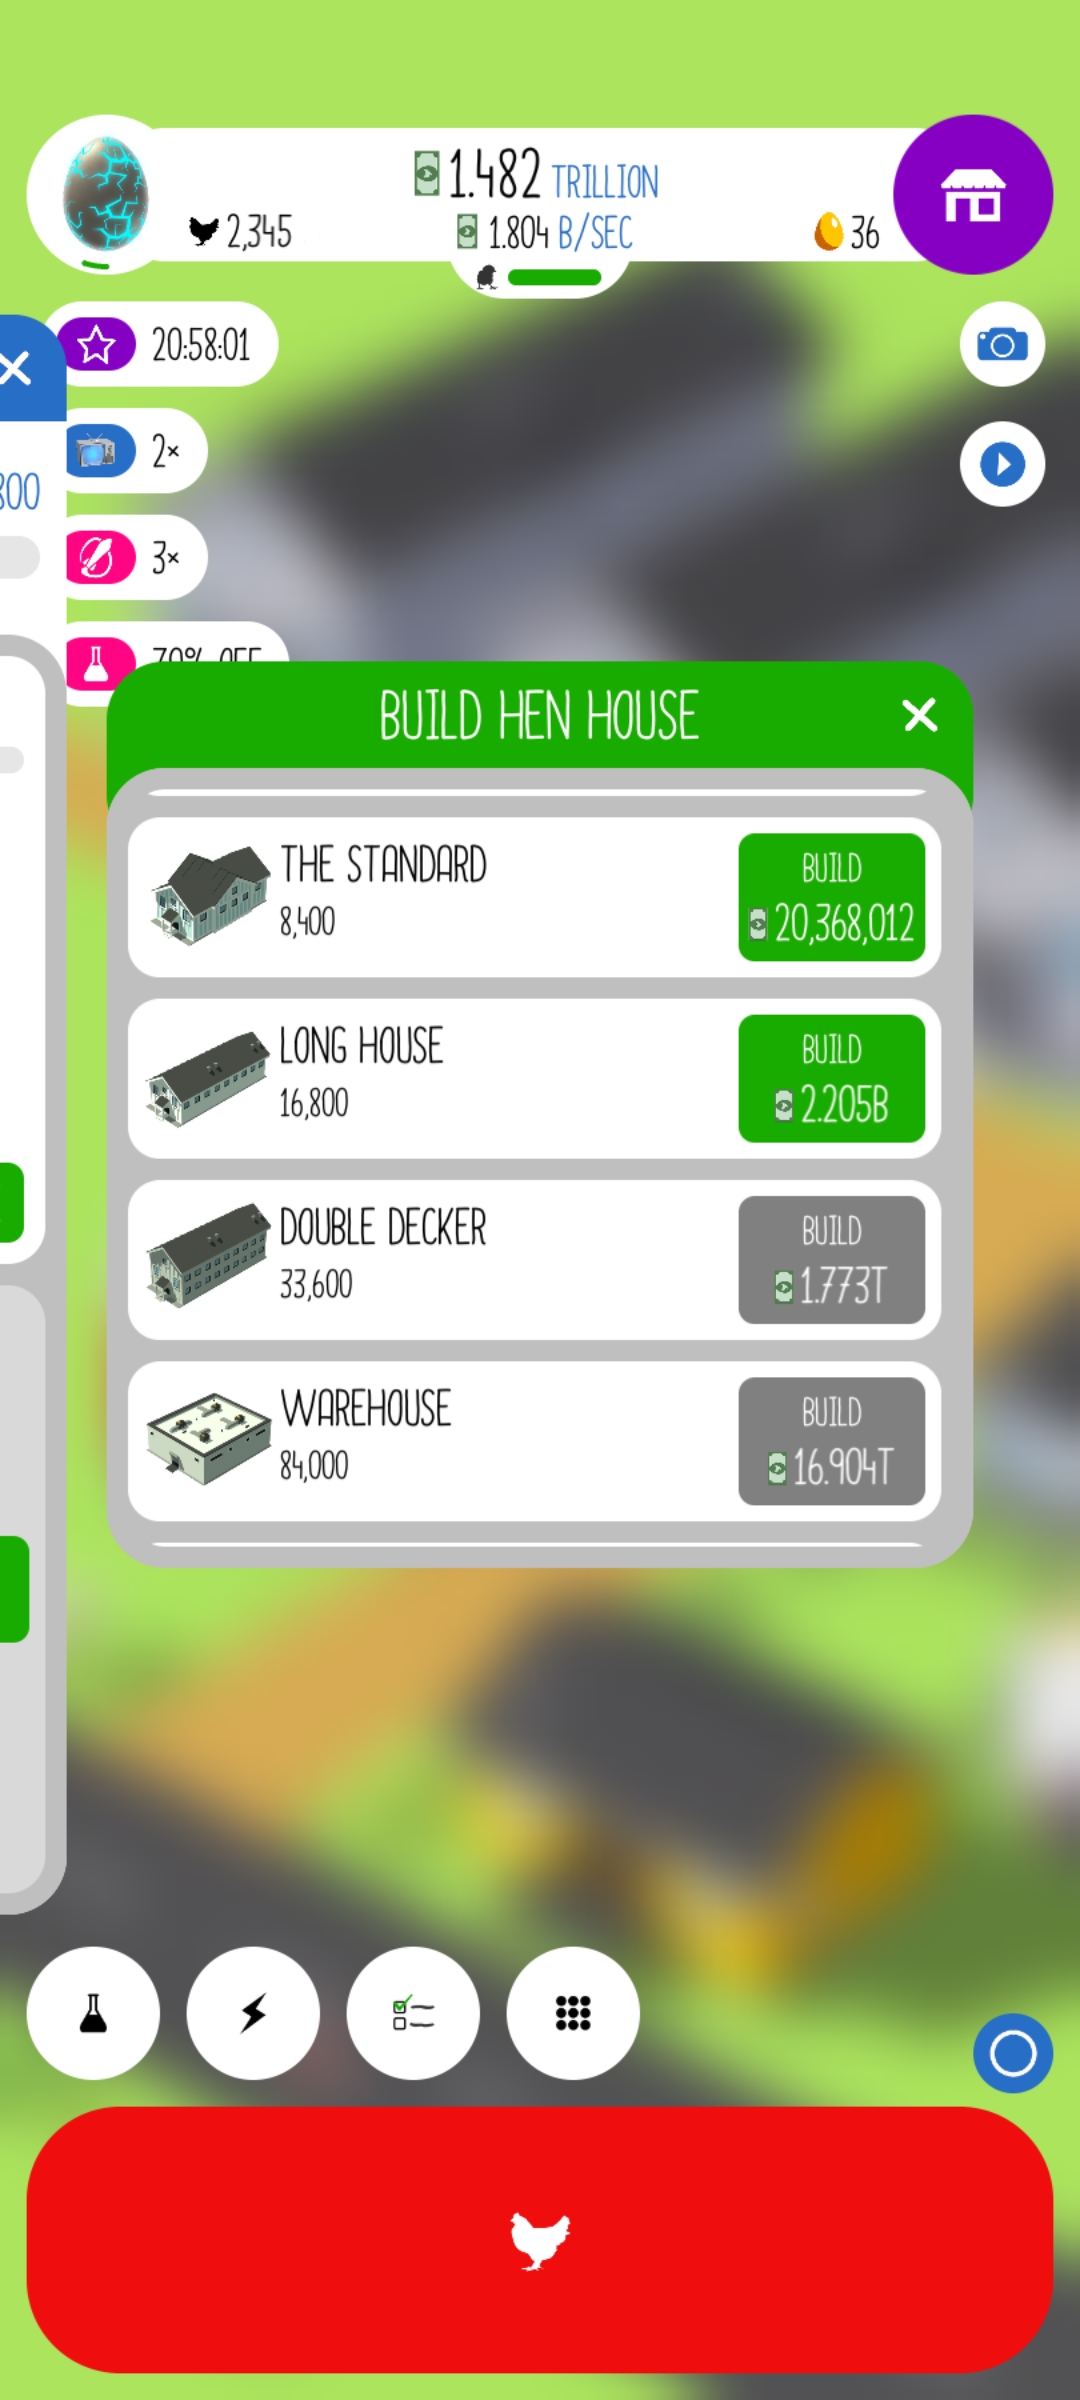 1.482 TRILLION
2,345
1.804 B/SEC
36
20:58:01
2×
800
3×
70% OFF
BUILD HEN HOUSE
THE STANDARD
8,400
BUILD
20,368,012
LONG HOUSE
16,800
BUILD
2.205B
DOUBLE DECKER
33,600
BUILD
1.773T
WAREHOUSE
84,000
BUILD
16.904T